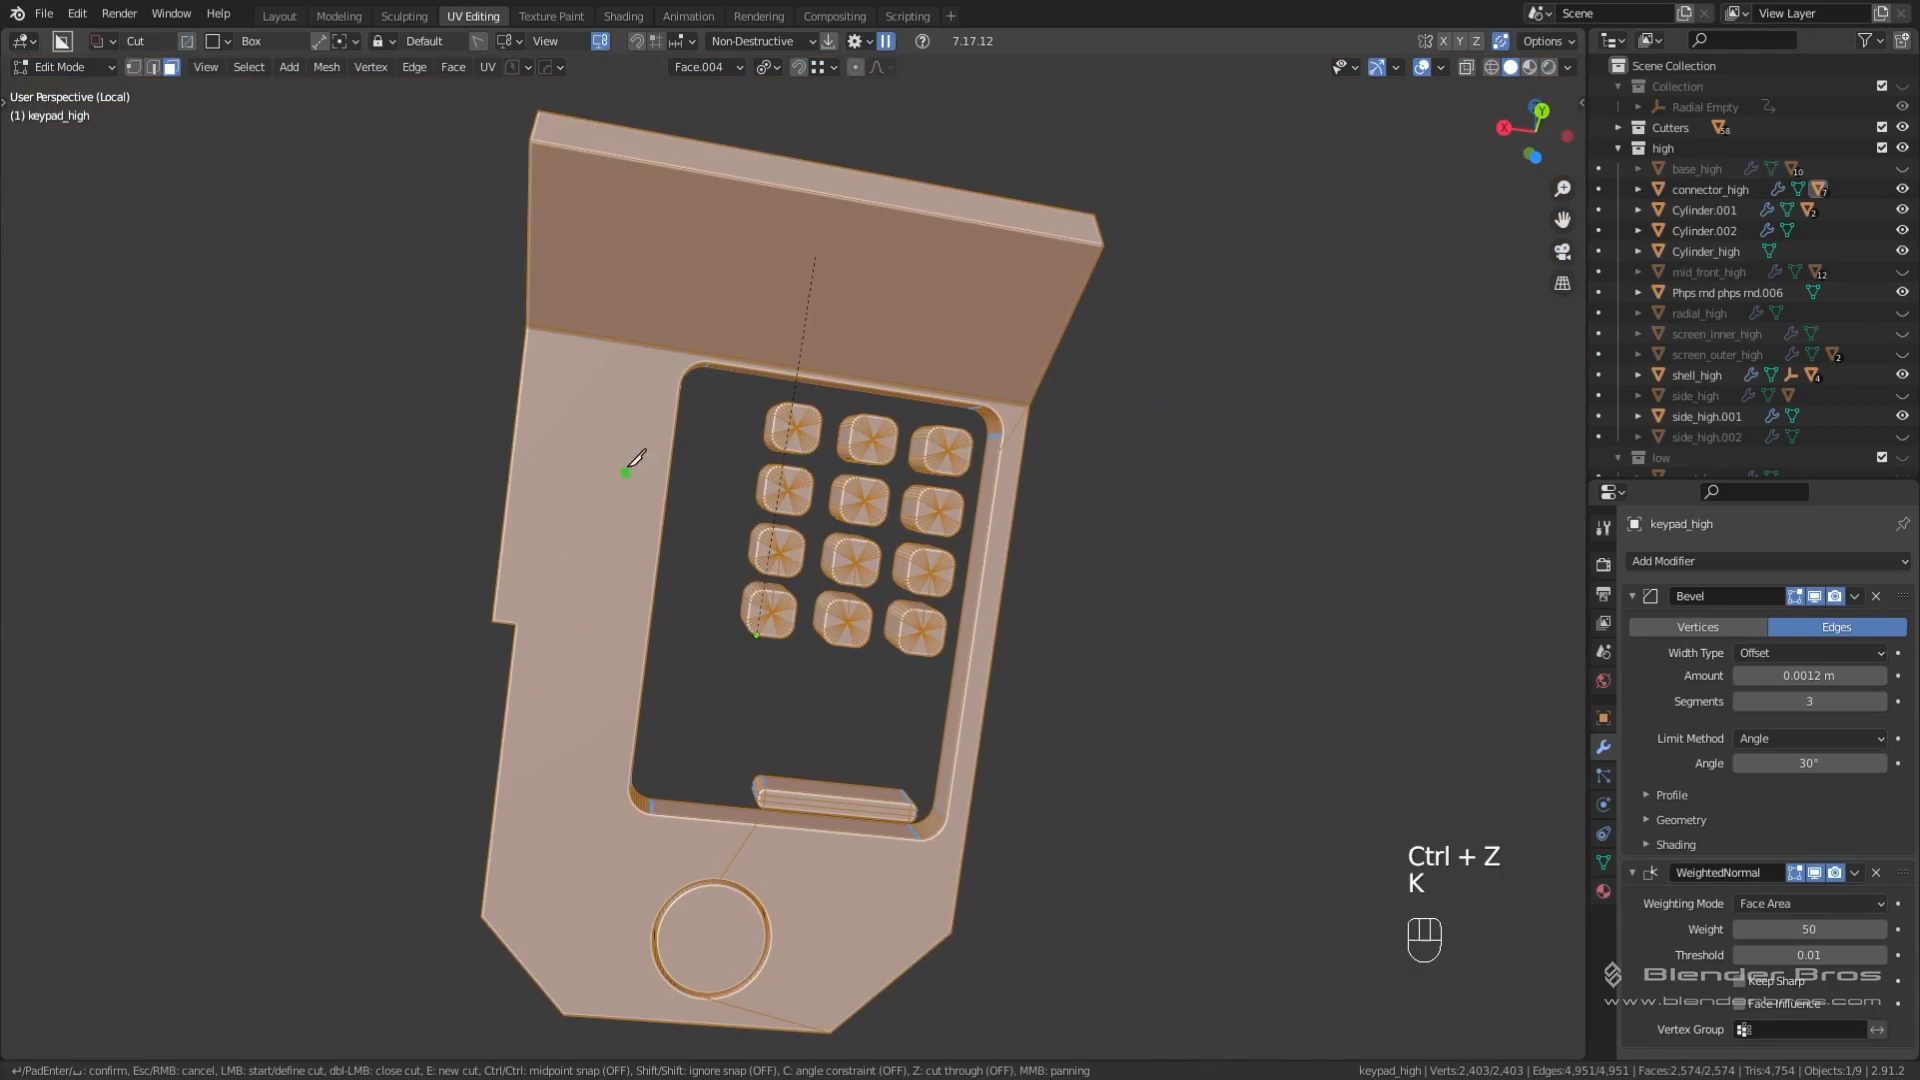 File Edit Render Window Help
Layout Modeling Sculpting UV Editing Texture Paint Shading Animation Rendering Compositing Scripting +
Scene View Layer
Cut Box Default View Non-Destructive 7.17.12 X Y Z Options
Edit Mode View Select Add Mesh Vertex Edge Face UV Face.004
User Perspective (Local)
(1) keypad_high
X Y
Scene Collection
Collection
Radial Empty
Cutters 58
high
base_high 10
connector_high 7
Cylinder.001 2
Cylinder.002
Cylinder_high
mid_front_high 12
Phps rnd phps rnd.006
radial_high
screen_inner_high
screen_outer_high 2
shell_high 4
side_high
side_high.001
side_high.002
low
keypad_high
Add Modifier
Bevel
Vertices Edges
Width Type Offset
Amount 0.0012 m
Segments 3
Limit Method Angle
Angle 30°
Profile
Geometry
Shading
WeightedNormal
Weighting Mode Face Area
Weight 50
Threshold 0.01
Blender Bros
Keep Sharp
www.blenderbros.com
Face Influence
Vertex Group
Ctrl + Z
K
↵/PadEnter/␣: confirm, Esc/RMB: cancel, LMB: start/define cut, dbl-LMB: close cut, E: new cut, Ctrl/Ctrl: midpoint snap (OFF), Shift/Shift: ignore snap (OFF), C: angle constraint (OFF), Z: cut through (OFF), MMB: panning
keypad_high | Verts:2,403/2,403 | Edges:4,951/4,951 | Faces:2,574/2,574 | Tris:4,754 | Objects:1/9 | 2.91.2